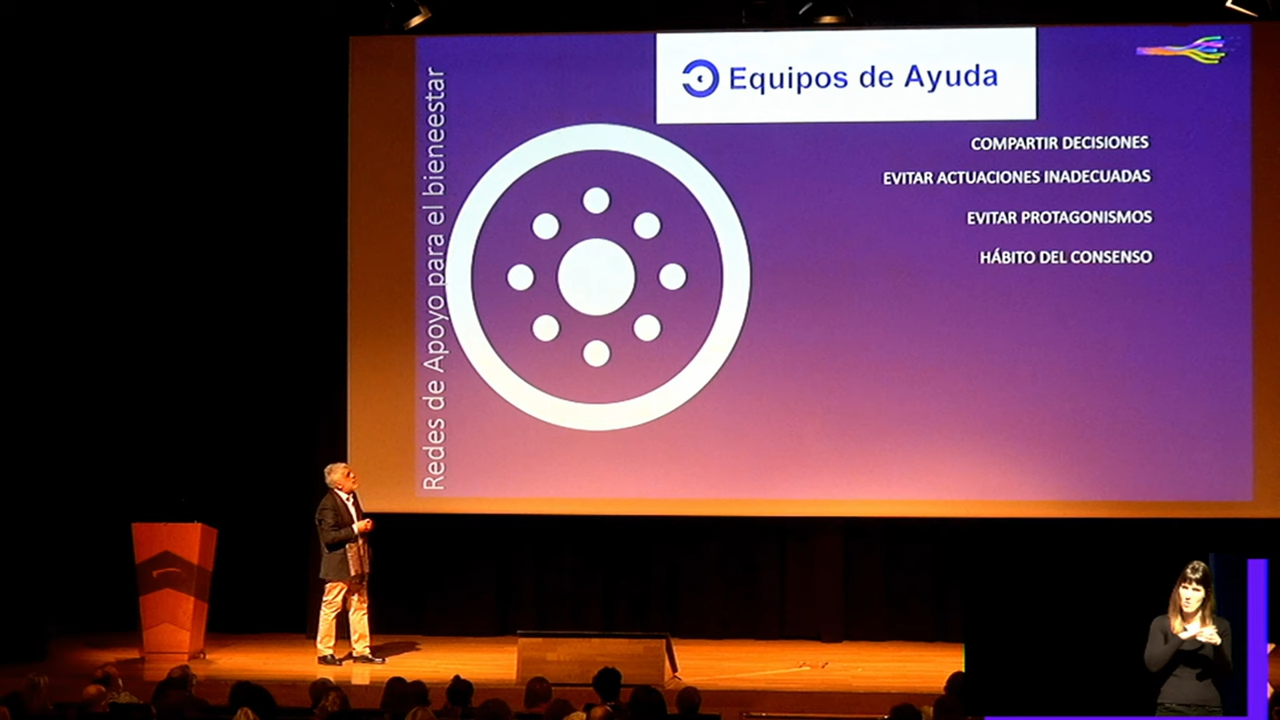 Equipos de Ayuda
Redes de Apoyo para el bieneestar
COMPARTIR DECISIONES
EVITAR ACTUACIONES INADECUADAS
EVITAR PROTAGONISMOS
HÁBITO DEL CONSENSO